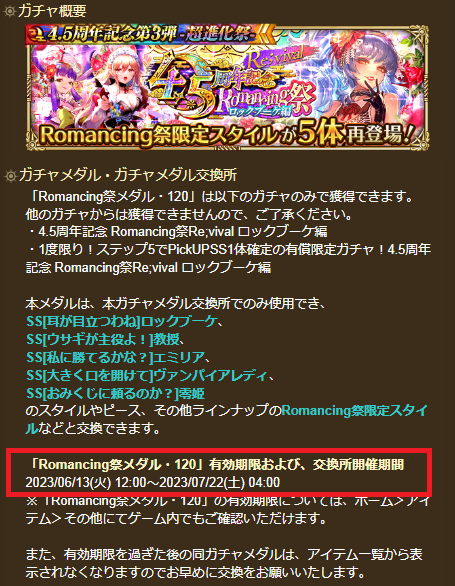 ガチャ概要
4.5周年記念第3弾 -超進化祭-
Re;vival
4.5周年記念
Romancing祭
ロックブーケ編
Romancing祭限定スタイルが5体再登場!
ガチャメダル・ガチャメダル交換所
「Romancing祭メダル・120」は以下のガチャのみで獲得できます。
他のガチャからは獲得できませんので、ご了承ください。
・4.5周年記念 Romancing祭Re;vival ロックブーケ編
・1度限り!ステップ5でPickUPSS1体確定の有償限定ガチャ!4.5周年
記念 Romancing祭Re;vival ロックブーケ編
本メダルは、本ガチャメダル交換所でのみ使用でき、
SS[耳が目立つわね]ロックブーケ、
SS[ウサギが主役よ!]教授、
SS[私に勝てるかな?]エミリア、
SS[大きく口を開けて]ヴァンパイアレディ、
SS[おみくじに頼るのか?]零姫
のスタイルやピース、その他ラインナップのRomancing祭限定スタイ
ルなどと交換できます。
「Romancing祭メダル・120」有効期限および、交換所開催期間
2023/06/13(火) 12:00～2023/07/22(土) 04:00
※「Romancing祭メダル・120」の有効期限については、ホーム＞アイ
テム＞その他にてゲーム内でもご確認いただけます。
また、有効期限を過ぎた後の同ガチャメダルは、アイテム一覧から表
示されなくなりますのでお早めに交換をお願いいたします。